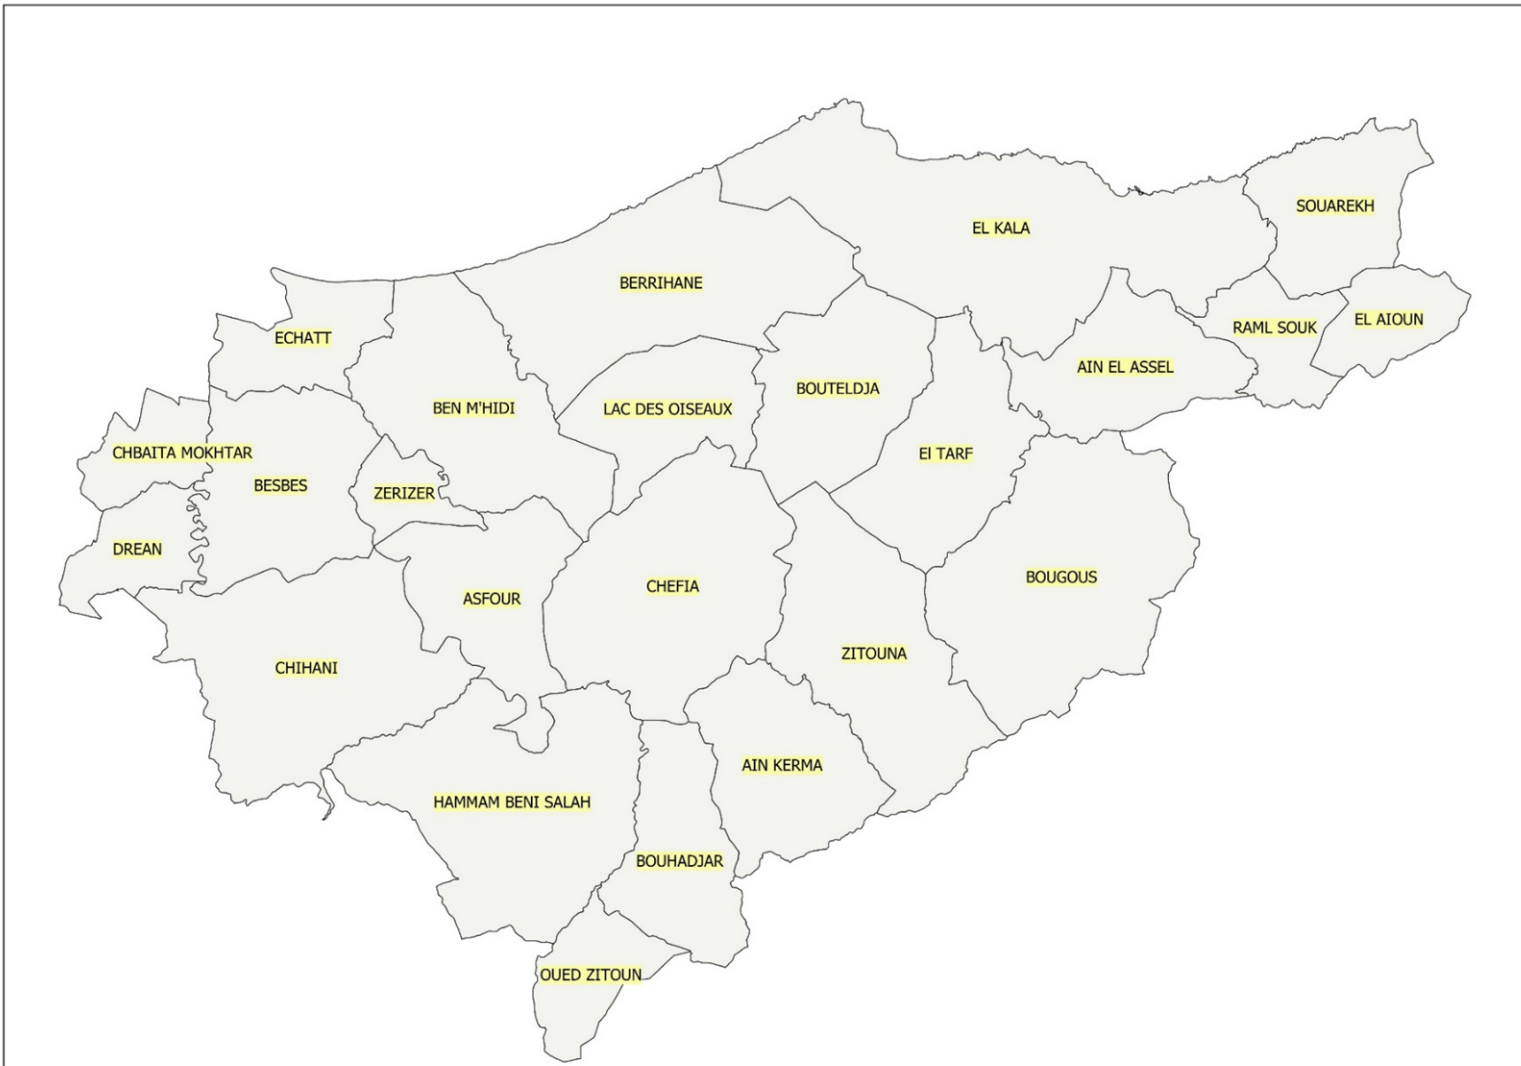 SOUAREKH
EL KALA
BERRIHANE
EL AIOUN
RAML SOUK
ECHATT
AIN EL ASSEL
BOUTELDJA
BEN M'HIDI
LAC DES OISEAUX
CHBAITA MOKHTAR
El TARF
BESBES
ZERIZER
DREAN
BOUGOUS
CHEFIA
ASFOUR
ZITOUNA
CHIHANI
AIN KERMA
HAMMAM BENI SALAH
BOUHADJAR
OUED ZITOUN